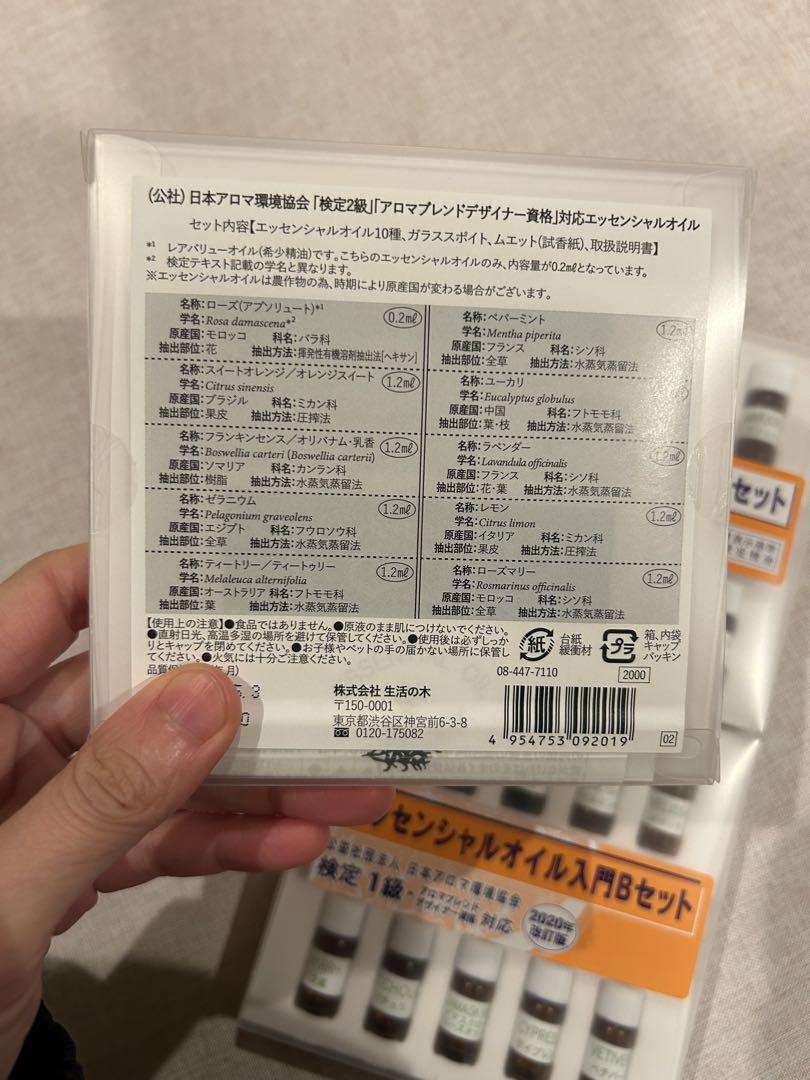 (公社)日本アロマ環境協会「検定2級」「アロマブレンドデザイナー資格」対応エッセンシャルオイル
セット内容【エッセンシャルオイル10種、ガラススポイト、ムエット(試香紙)、取扱説明書】
*1 レアバリューオイル(希少精油)です。こちらのエッセンシャルオイルのみ、内容量が0.2mℓとなっています。
*2 検定テキスト記載の学名と異なります。
※エッセンシャルオイルは農作物の為、時期により原産国が変わる場合がございます。
名称:ローズ(アブソリュート)*1 0.2mℓ
学名:Rosa damascena*2
原産国:モロッコ 科名:バラ科
抽出部位:花 抽出方法:揮発性有機溶剤抽出法[ヘキサン]
名称:スイートオレンジ/オレンジスイート 1.2mℓ
学名:Citrus sinensis
原産国:ブラジル 科名:ミカン科
抽出部位:果皮 抽出方法:圧搾法
名称:フランキンセンス/オリバナム・乳香 1.2mℓ
学名:Boswellia carteri (Boswellia carterii)
原産国:ソマリア 科名:カンラン科
抽出部位:樹脂 抽出方法:水蒸気蒸留法
名称:ゼラニウム 1.2mℓ
学名:Pelagonium graveolens
原産国:エジプト 科名:フウロソウ科
抽出部位:全草 抽出方法:水蒸気蒸留法
名称:ティートリー/ティートゥリー 1.2mℓ
学名:Melaleuca alternifolia
原産国:オーストラリア 科名:フトモモ科
抽出部位:葉 抽出方法:水蒸気蒸留法
名称:ペパーミント 1.2m
学名:Mentha piperita
原産国:フランス 科名:シソ科
抽出部位:全草 抽出方法:水蒸気蒸留法
名称:ユーカリ
学名:Eucalyptus globulus
原産国:中国 科名:フトモモ科
抽出部位:葉・枝 抽出方法:水蒸気蒸留法
名称:ラベンダー 2mℓ
学名:Lavandula officinalis
原産国:フランス 科名:シソ科
抽出部位:花・葉 抽出方法:水蒸気蒸留法
名称:レモン 1.2mℓ
学名:Citrus limon
原産国:イタリア 科名:ミカン科
抽出部位:果皮 抽出方法:圧搾法
名称:ローズマリー 1.2mℓ
学名:Rosmarinus officinalis
原産国:モロッコ 科名:シソ科
抽出部位:全草 抽出方法:水蒸気蒸留法
【使用上の注意】●食品ではありません。●原液のまま肌につけないでください。
●直射日光、高温多湿の場所を避けて保管してください。●使用後は必ずしっか
りとキャップを閉めてください。●お子様やペットの手の届かない場所に保管し
てください。●火気には十分ご注意ください。
品質保 月)
紙 台紙 緩衝材
プラ 箱、内袋 キャップ パッキン
08-447-7110 2000
株式会社 生活の木
〒150-0001
東京都渋谷区神宮前6-3-8
0120-175082
4 954753 092019
02
セット
ッセンシャルオイル入門Bセット
公益社団法人 日本アロマ環境協会
検定1級・アロマブレンドデザイナー資格 対応
2020年
改訂版